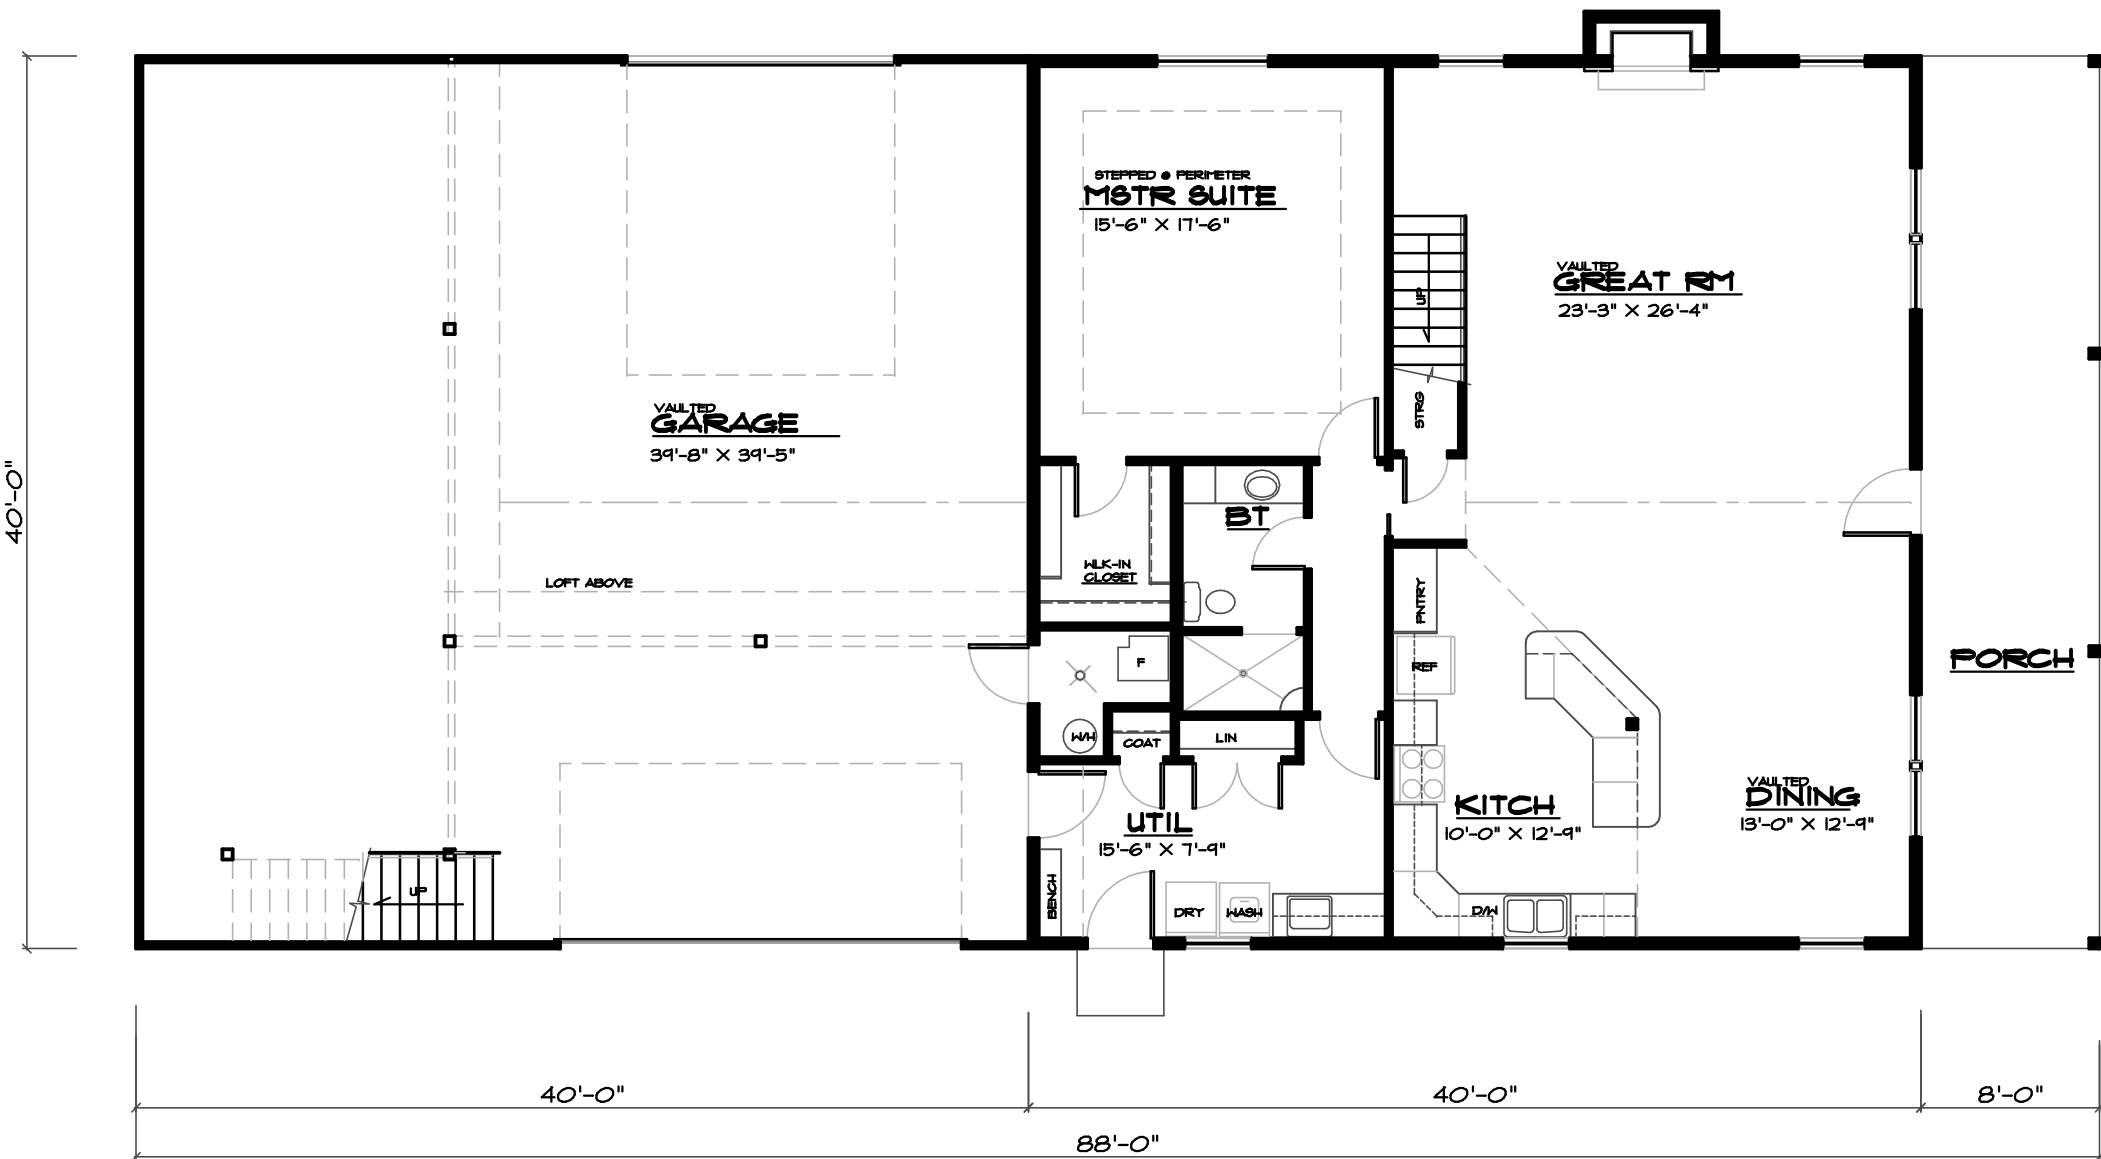 STEPPED @ PERIMETER
MSTR SUITE
15'-6" X 17'-6"
VAULTED
GREAT RM
23'-3" X 26'-4"
UP
STRG
VAULTED
GARAGE
39'-8" X 39'-5"
40'-0"
BT
WLK-IN
CLOSET
LOFT ABOVE
PNTRY
F
REF
PORCH
W/H
COAT
LIN
VAULTED
DINING
13'-0" X 12'-9"
KITCH
10'-0" X 12'-9"
UTIL
15'-6" X 7'-9"
UP
BENCH
DRY
WASH
D/W
40'-0"
40'-0"
8'-0"
88'-0"